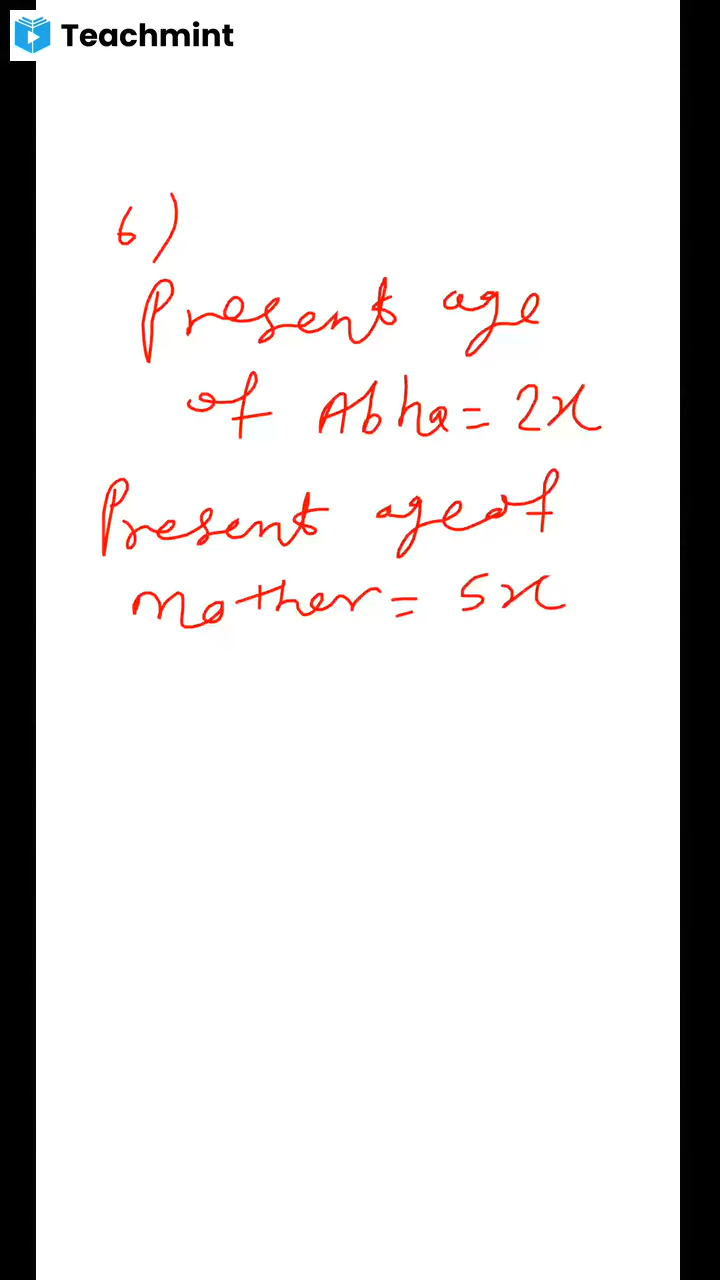 Teachmint
6)
Present age
of Abha = 2x
Present age of
mother = 5x